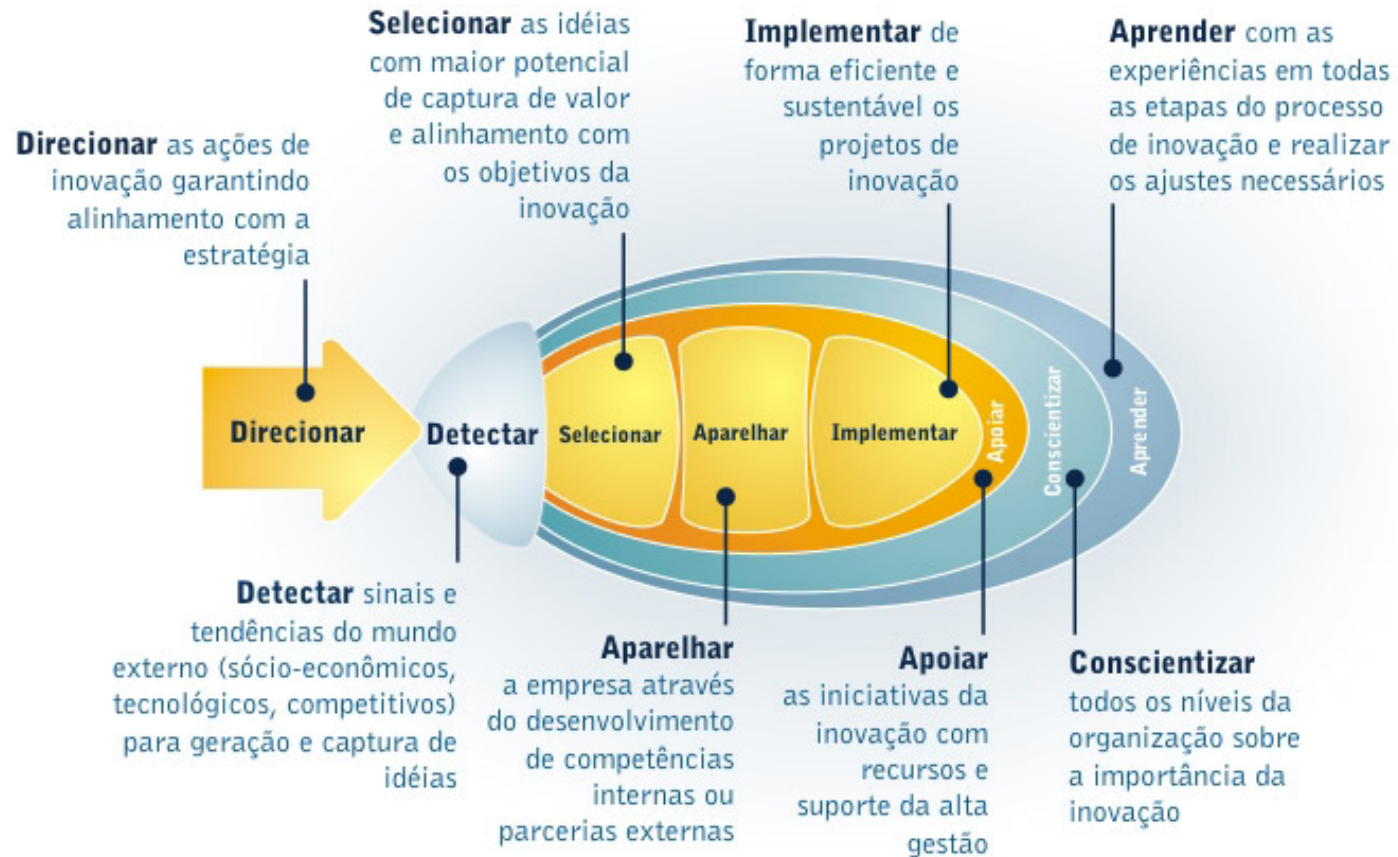 Selecionar as idéias
com maior potencial
de captura de valor
e alinhamento com
os objetivos da
inovação
Implementar de
forma eficiente e
sustentável os
projetos de
inovação
Aprender com as
experiências em todas
as etapas do processo
de inovação e realizar
os ajustes necessários
Direcionar as ações de
inovação garantindo
alinhamento com a
estratégia
Direcionar
Detectar
Selecionar
Aparelhar
Implementar
Apoiar
Conscientizar
Aprender
Detectar sinais e
tendências do mundo
externo (sócio-econômicos,
tecnológicos, competitivos)
para geração e captura de
idéias
Aparelhar
a empresa através
do desenvolvimento
de competências
internas ou
parcerias externas
Apoiar
as iniciativas da
inovação com
recursos e
suporte da alta
gestão
Conscientizar
todos os níveis da
organização sobre
a importância da
inovação